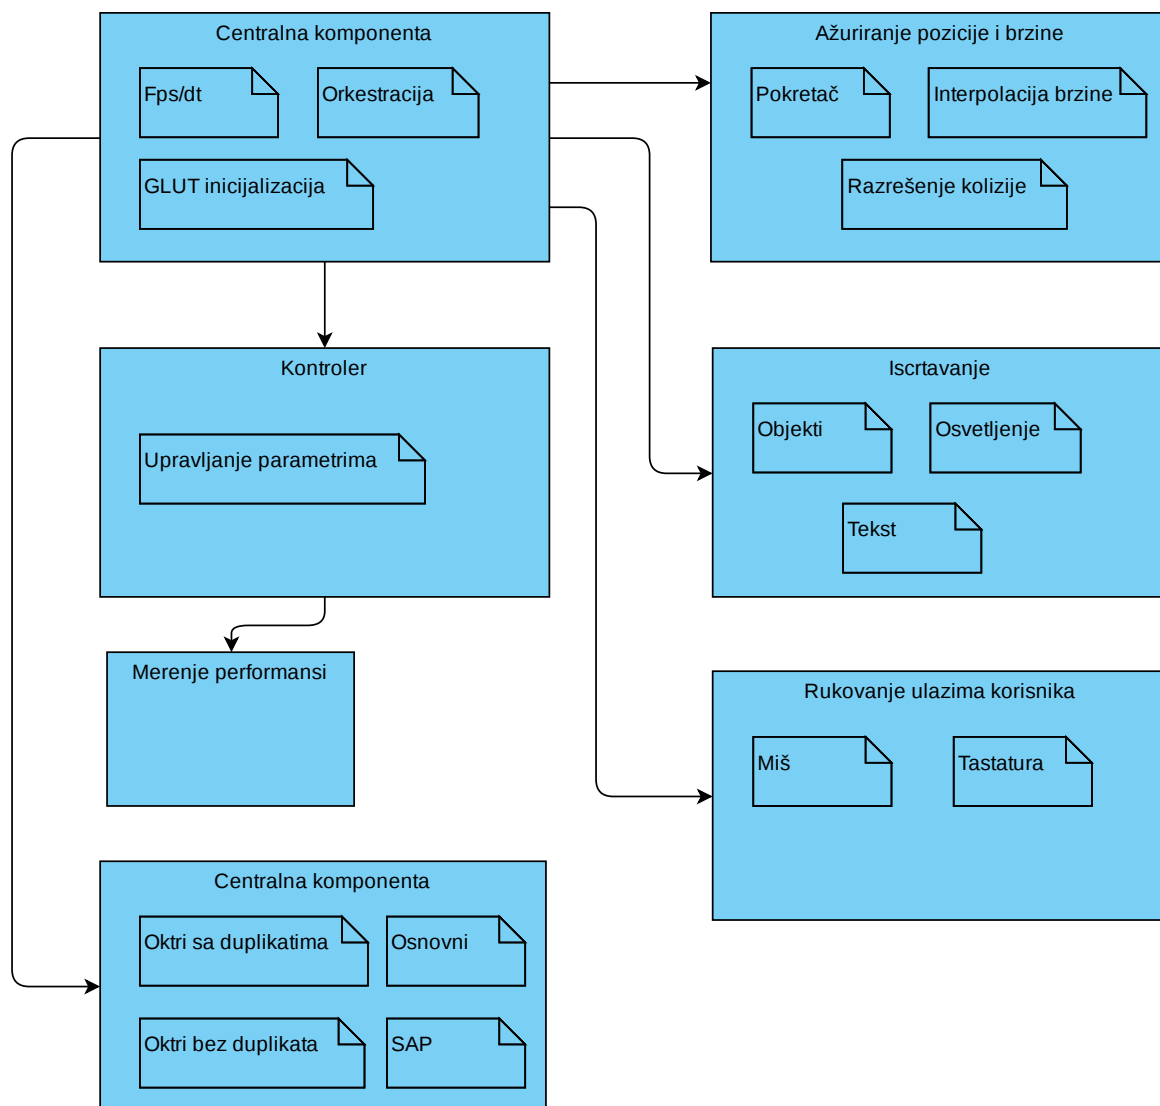 Centralna komponenta
Fps/dt
Orkestracija
GLUT inicijalizacija
Ažuriranje pozicije i brzine
Pokretač
Interpolacija brzine
Razrešenje kolizije
Kontroler
Upravljanje parametrima
Iscrtavanje
Objekti
Osvetljenje
Tekst
Merenje performansi
Rukovanje ulazima korisnika
Miš
Tastatura
Centralna komponenta
Oktri sa duplikatima
Osnovni
Oktri bez duplikata
SAP